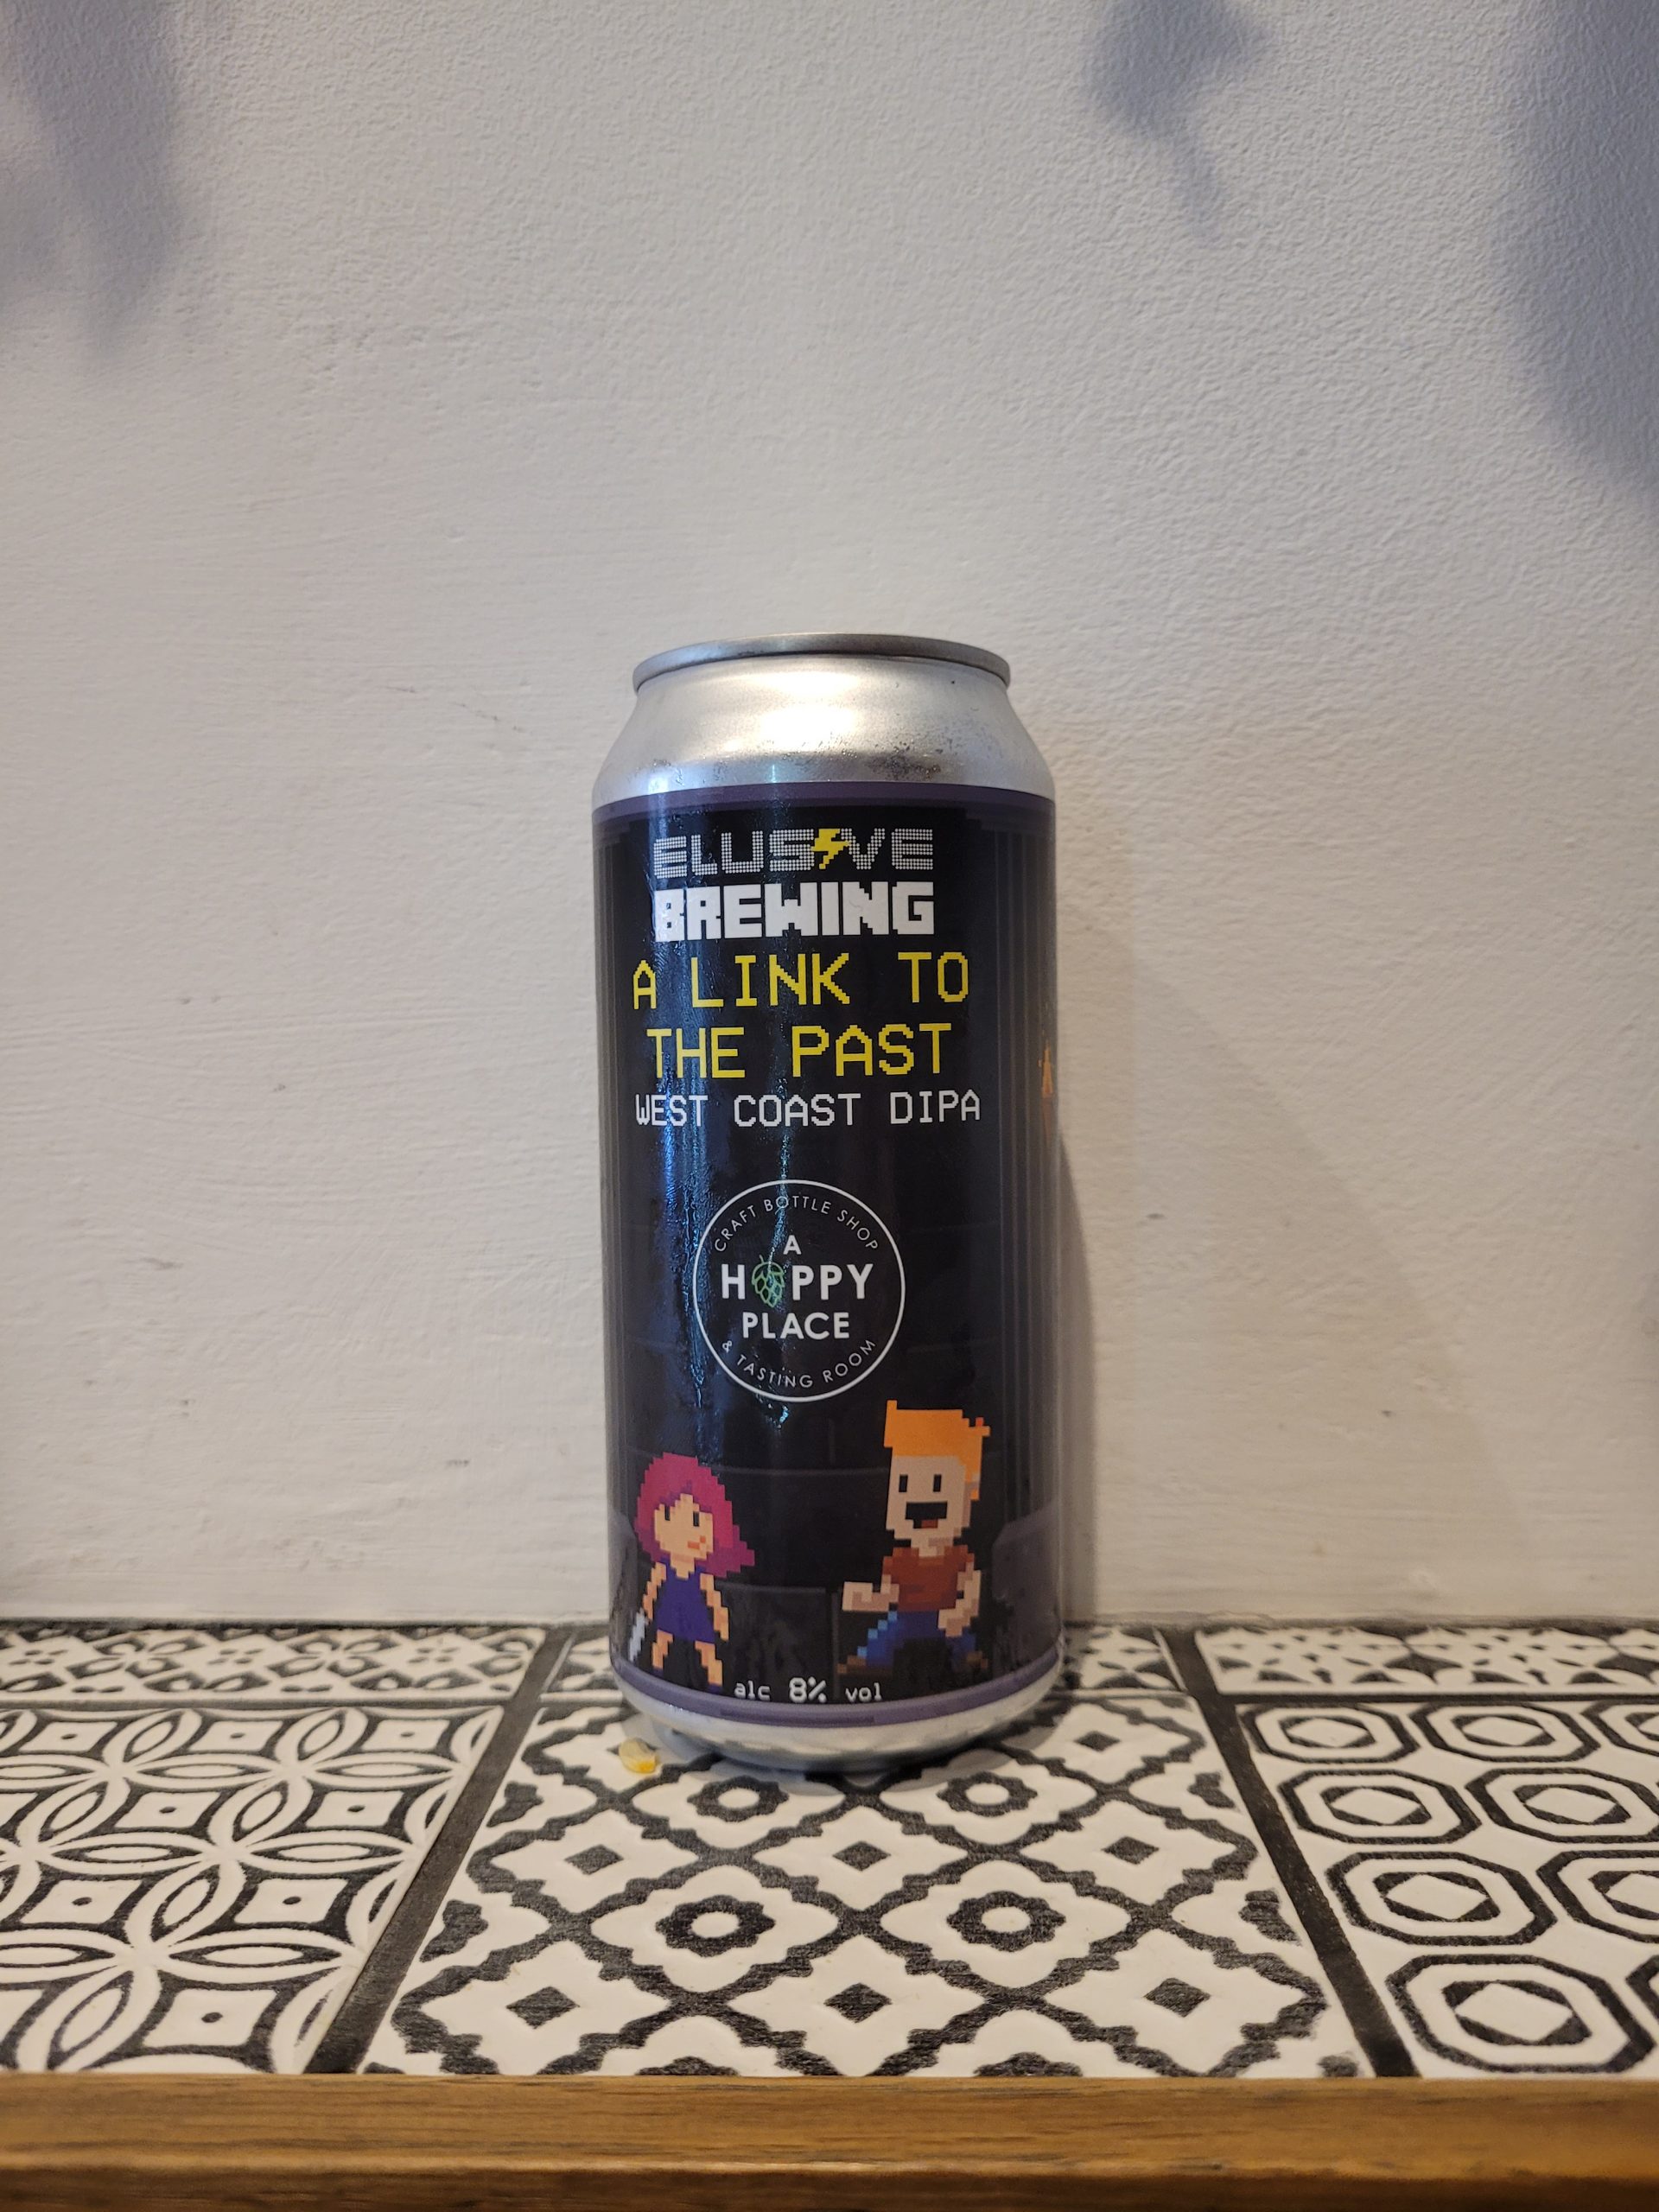 ELUSIVE
BREWING
A LINK TO
THE PAST
WEST COAST DIPA
CRAFT BOTTLE SHOP
A
HOPPY
PLACE
& TASTING ROOM
alc 8% vol